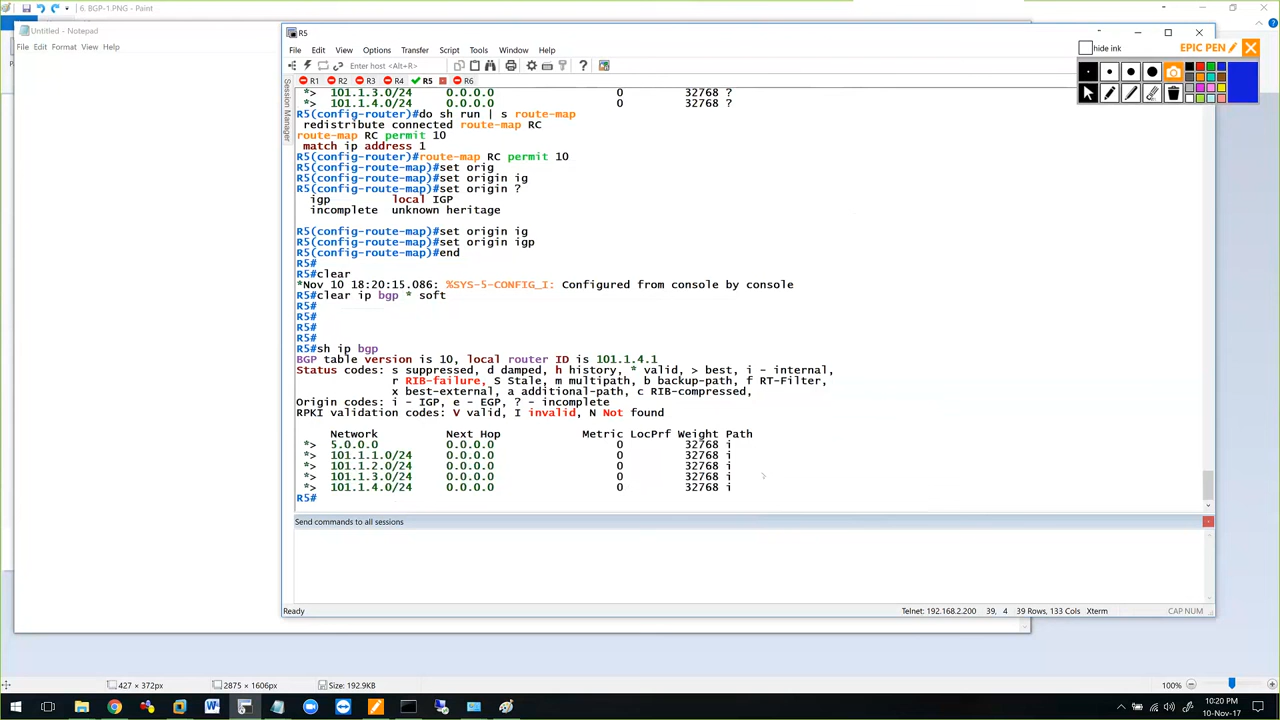 6. BGP-1.PNG - Paint
Untitled - Notepad
File Edit Format View Help
R5
File Edit View Options Transfer Script Tools Window Help
Enter host <Alt+R>
hide ink
EPIC PEN
R1 R2 R3 R4 R5 R6
Session Manager
*> 101.1.3.0/24 0.0.0.0 0 32768 ?
*> 101.1.4.0/24 0.0.0.0 0 32768 ?
R5(config-router)#do sh run | s route-map
redistribute connected route-map RC
route-map RC permit 10
match ip address 1
R5(config-router)#route-map RC permit 10
R5(config-route-map)#set orig
R5(config-route-map)#set origin ig
R5(config-route-map)#set origin ?
igp local IGP
incomplete unknown heritage
R5(config-route-map)#set origin ig
R5(config-route-map)#set origin igp
R5(config-route-map)#end
R5#
R5#clear
*Nov 10 18:20:15.086: %SYS-5-CONFIG_I: Configured from console by console
R5#clear ip bgp * soft
R5#
R5#
R5#
R5#
R5#sh ip bgp
BGP table version is 10, local router ID is 101.1.4.1
Status codes: s suppressed, d damped, h history, * valid, > best, i - internal,
r RIB-failure, S Stale, m multipath, b backup-path, f RT-Filter,
x best-external, a additional-path, c RIB-compressed,
Origin codes: i - IGP, e - EGP, ? - incomplete
RPKI validation codes: V valid, I invalid, N Not found
Network Next Hop Metric LocPrf Weight Path
*> 5.0.0.0 0.0.0.0 0 32768 i
*> 101.1.1.0/24 0.0.0.0 0 32768 i
*> 101.1.2.0/24 0.0.0.0 0 32768 i
*> 101.1.3.0/24 0.0.0.0 0 32768 i
*> 101.1.4.0/24 0.0.0.0 0 32768 i
R5#
Send commands to all sessions
Ready
Telnet: 192.168.2.200 39, 4 39 Rows, 133 Cols Xterm CAP NUM
427 × 372px 2875 × 1606px Size: 192.9KB 100%
10:20 PM
10-Nov-17